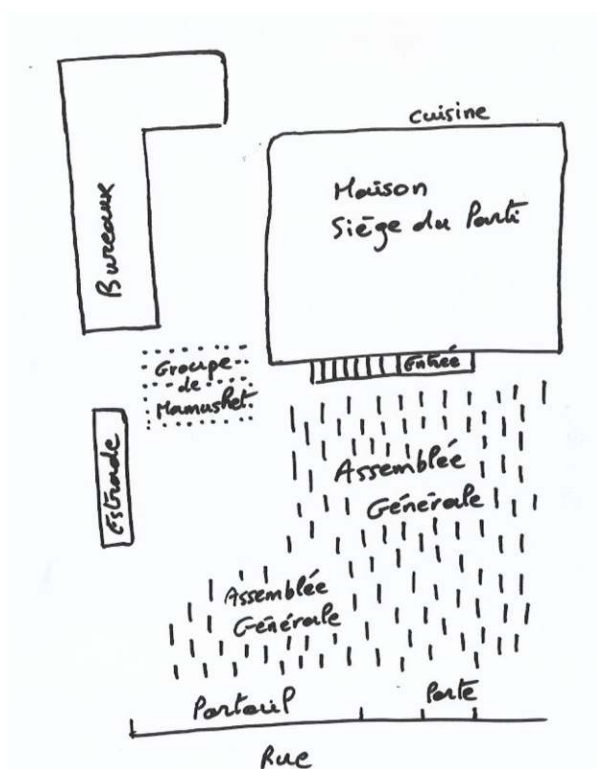 cuisine
Maison
Siège du Parti
Bureaux
Entrée
Groupe
de
Mamushet
Estrade
Assemblée
Générale
Assemblée
Générale
Portail
Porte
Rue